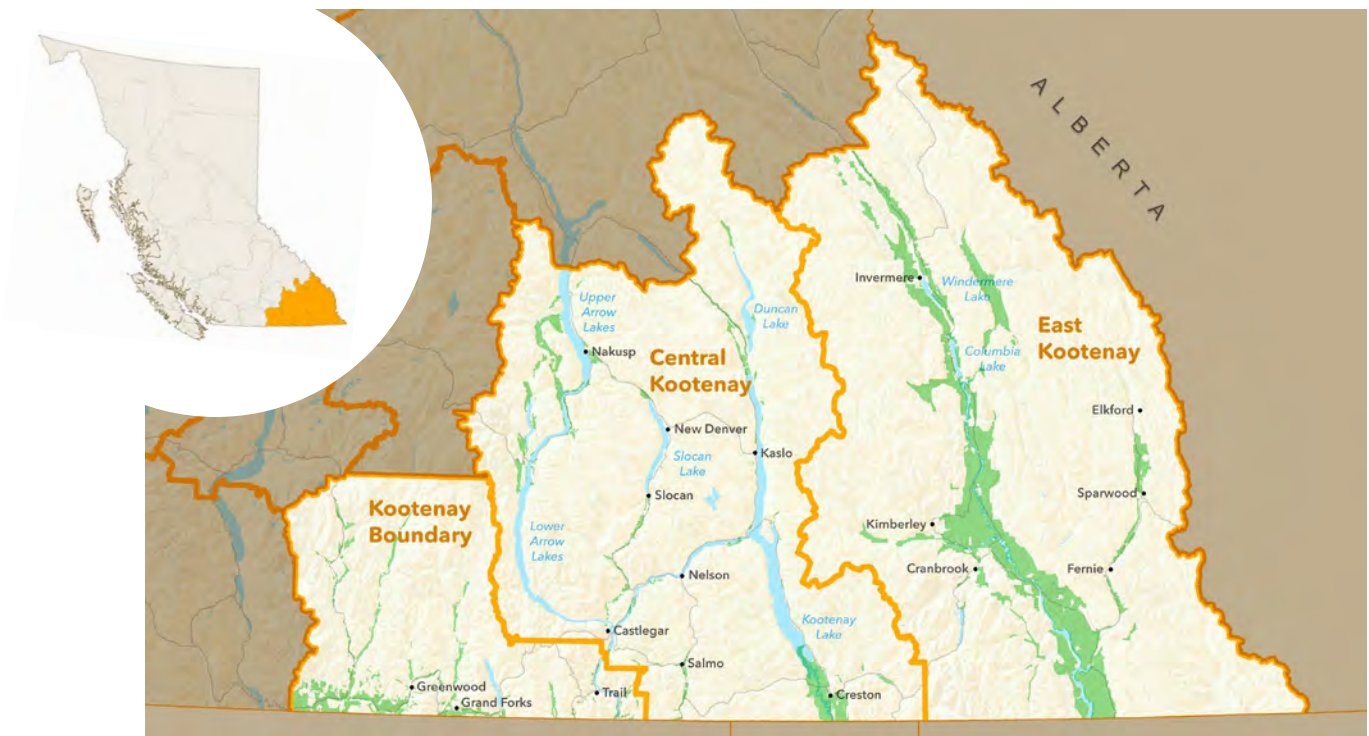 ALBERTA
Invermere
Windermere
Lake
Upper
Arrow
Lakes
Duncan
Lake
East
Kootenay
Nakusp
Central
Kootenay
Columbia
Lake
Elkford
New Denver
Slocan
Lake
Kaslo
Slocan
Sparwood
Kootenay
Boundary
Lower
Arrow
Lakes
Kimberley
Cranbrook
Fernie
Nelson
Kootenay
Lake
Castlegar
Salmo
Greenwood
Grand Forks
Trail
Creston